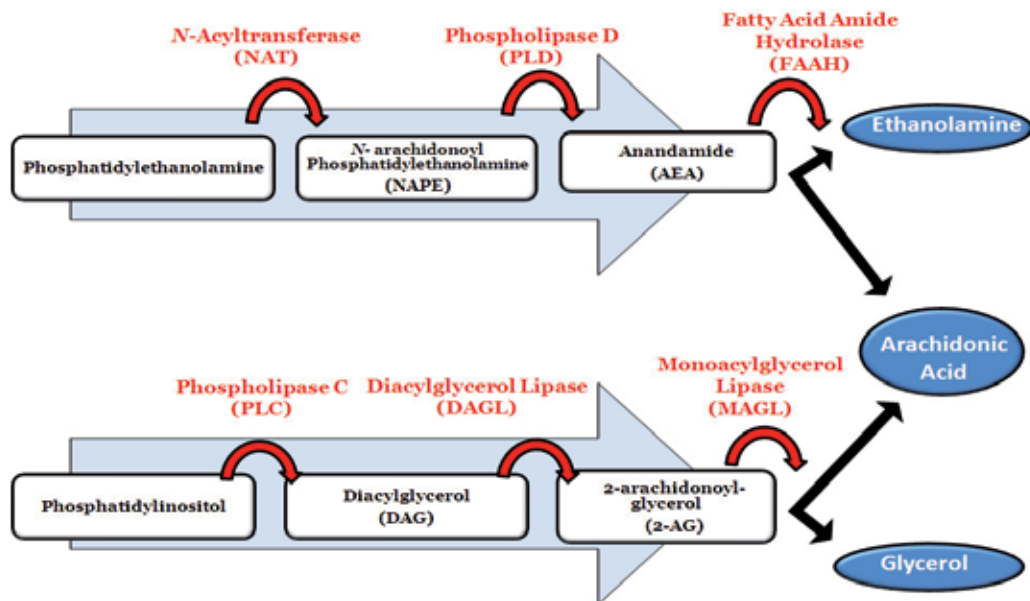 N-Acyltransferase
(NAT)
Phospholipase D
(PLD)
Fatty Acid Amide
Hydrolase
(FAAH)
Phosphatidylethanolamine
N- arachidonoyl
Phosphatidylethanolamine
(NAPE)
Anandamide
(AEA)
Ethanolamine
Arachidonic
Acid
Phospholipase C
(PLC)
Diacylglycerol Lipase
(DAGL)
Monoacylglycerol
Lipase
(MAGL)
Phosphatidylinositol
Diacylglycerol
(DAG)
2-arachidonoyl-
glycerol
(2-AG)
Glycerol